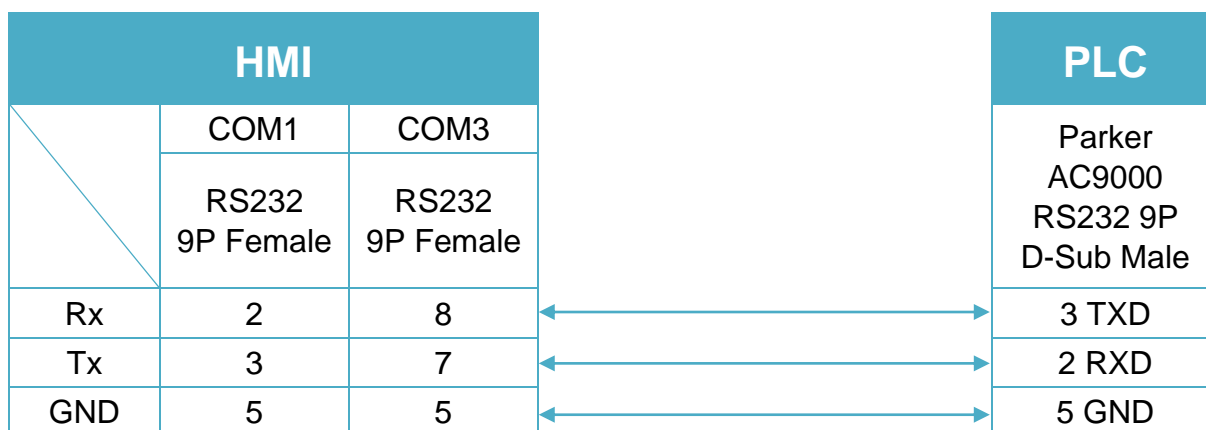 HMI
PLC
COM1
COM3
RS232
9P Female
RS232
9P Female
Parker
AC9000
RS232 9P
D-Sub Male
Rx 2 8 3 TXD
Tx 3 7 2 RXD
GND 5 5 5 GND